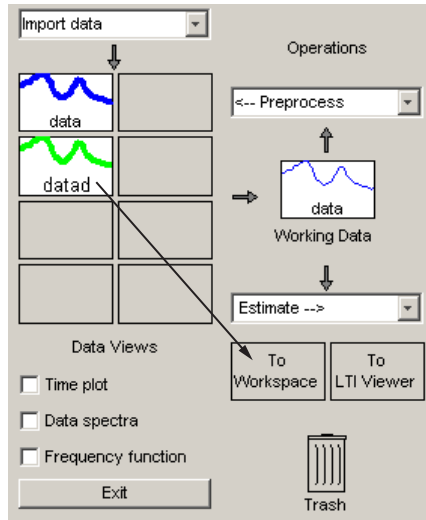 Import data
Operations
data
<-- Preprocess
datad
data
Working Data
Estimate -->
Data Views
To
Workspace
To
LTI Viewer
Time plot
Data spectra
Frequency function
Exit
Trash